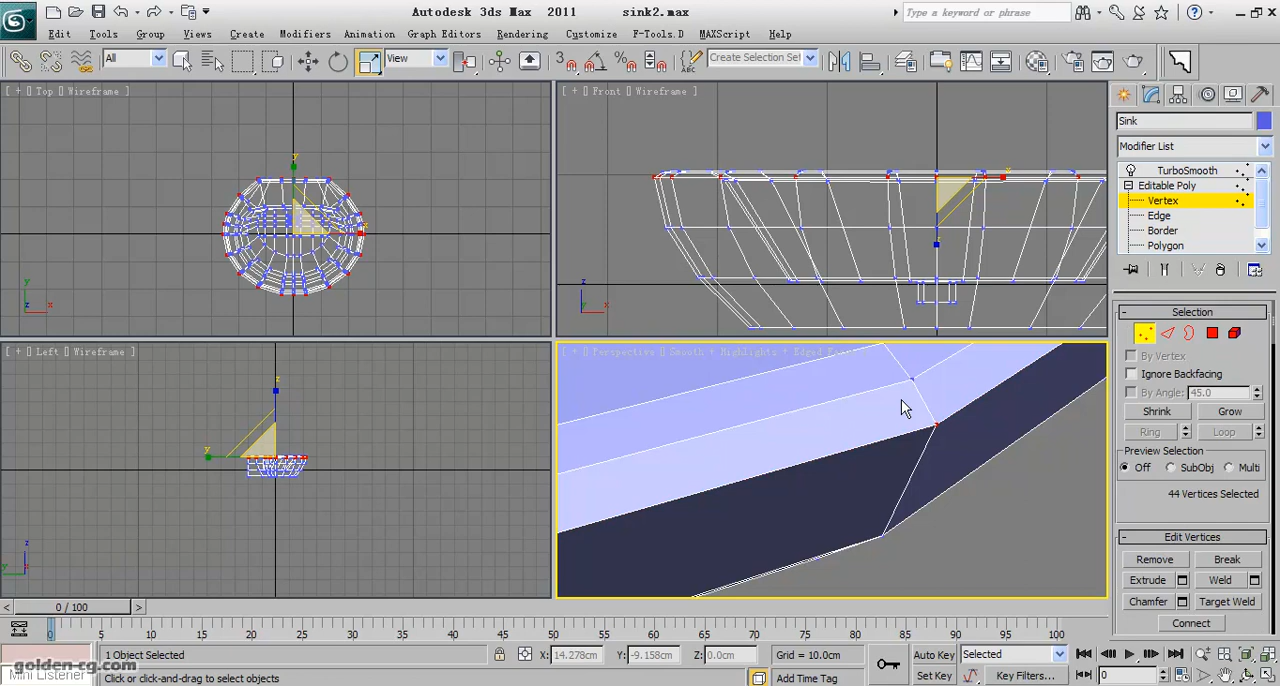 Autodesk 3ds Max 2011 sink2.max
Type a keyword or phrase
Edit Tools Group Views Create Modifiers Animation Graph Editors Rendering Customize F-Tools.D MAXScript Help
All View Create Selection Set
[ + [] Top [] Wireframe ]
[ + [] Front [] Wireframe ]
[ + [] Left [] Wireframe ]
[ + [] Perspective [] Smooth + Highlights + Edged
Sink
Modifier List
TurboSmooth
Editable Poly
Vertex
Edge
Border
Polygon
Selection
By Vertex
Ignore Backfacing
By Angle: 45.0
Shrink Grow
Ring Loop
Preview Selection
Off SubObj Multi
44 Vertices Selected
Edit Vertices
Remove Break
Extrude Weld
Chamfer Target Weld
Connect
0 / 100
0 5 10 15 20 25 30 35 40 45 50 55 60 65 70 75 80 85 90 95 100
1 Object Selected X: 14.278cm Y: -9.158cm Z: 0.0cm Grid = 10.0cm Auto Key Selected
golden-cg.com
Mini Listener Click or click-and-drag to select objects Add Time Tag Set Key Key Filters... 0